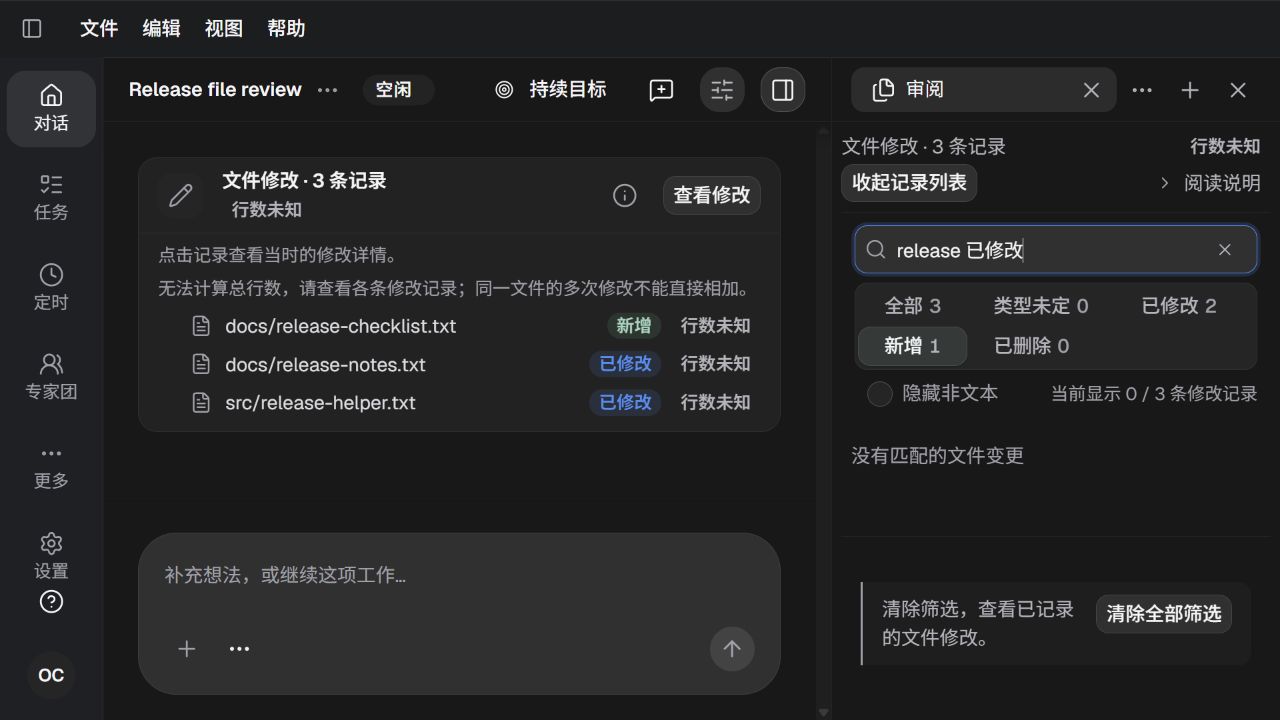 文件 编辑 视图 帮助
对话
任务
定时
专家团
更多
设置
OC
Release file review ··· 空闲 持续目标
文件修改 · 3 条记录
行数未知
查看修改
点击记录查看当时的修改详情。
无法计算总行数，请查看各条修改记录；同一文件的多次修改不能直接相加。
docs/release-checklist.txt 新增 行数未知
docs/release-notes.txt 已修改 行数未知
src/release-helper.txt 已修改 行数未知
补充想法，或继续这项工作...
审阅
文件修改 · 3 条记录 行数未知
收起记录列表 阅读说明
release 已修改
全部 3 类型未定 0 已修改 2
新增 1 已删除 0
隐藏非文本 当前显示 0 / 3 条修改记录
没有匹配的文件变更
清除筛选，查看已记录
的文件修改。
清除全部筛选